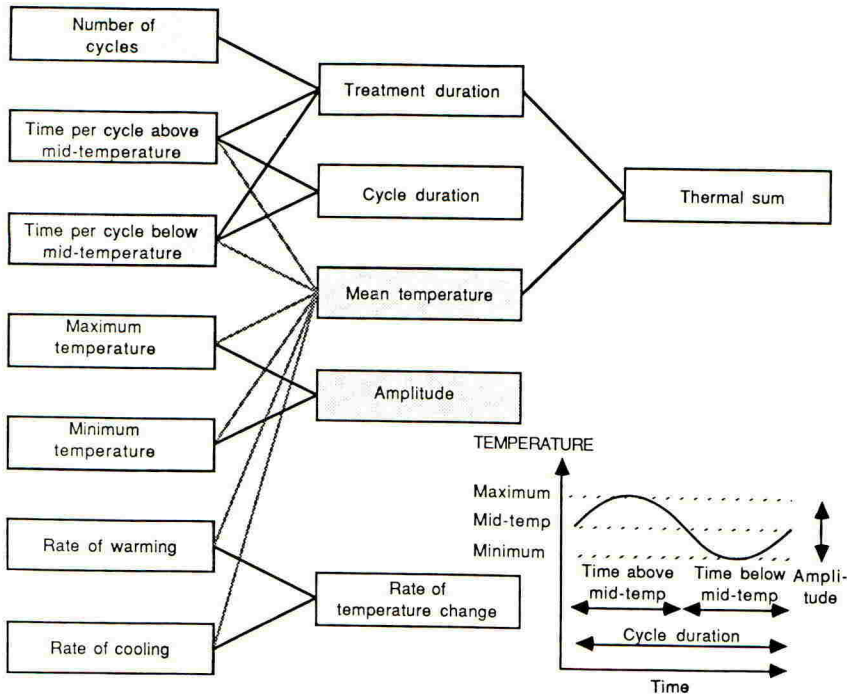 Number of
cycles
Time per cycle above
mid-temperature
Time per cycle below
mid-temperature
Maximum
temperature
Minimum
temperature
Rate of warming
Rate of cooling
Treatment duration
Cycle duration
Mean temperature
Amplitude
Rate of
temperature change
Thermal sum
TEMPERATURE
Maximum
Mid-temp
Minimum
Time above
mid-temp
Time below
mid-temp
Ampli-
tude
Cycle duration
Time